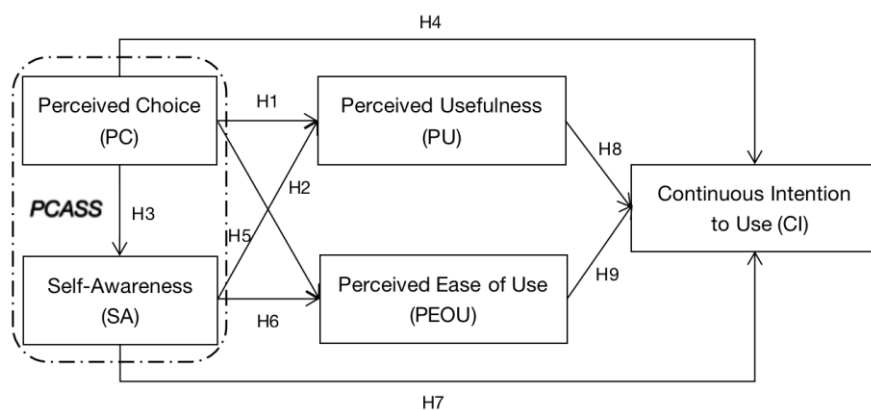 H4
Perceived Choice
(PC)
H1
Perceived Usefulness
(PU)
H2
H8
Continuous Intention
to Use (CI)
PCASS
H3
H5
H9
Self-Awareness
(SA)
H6
Perceived Ease of Use
(PEOU)
H7